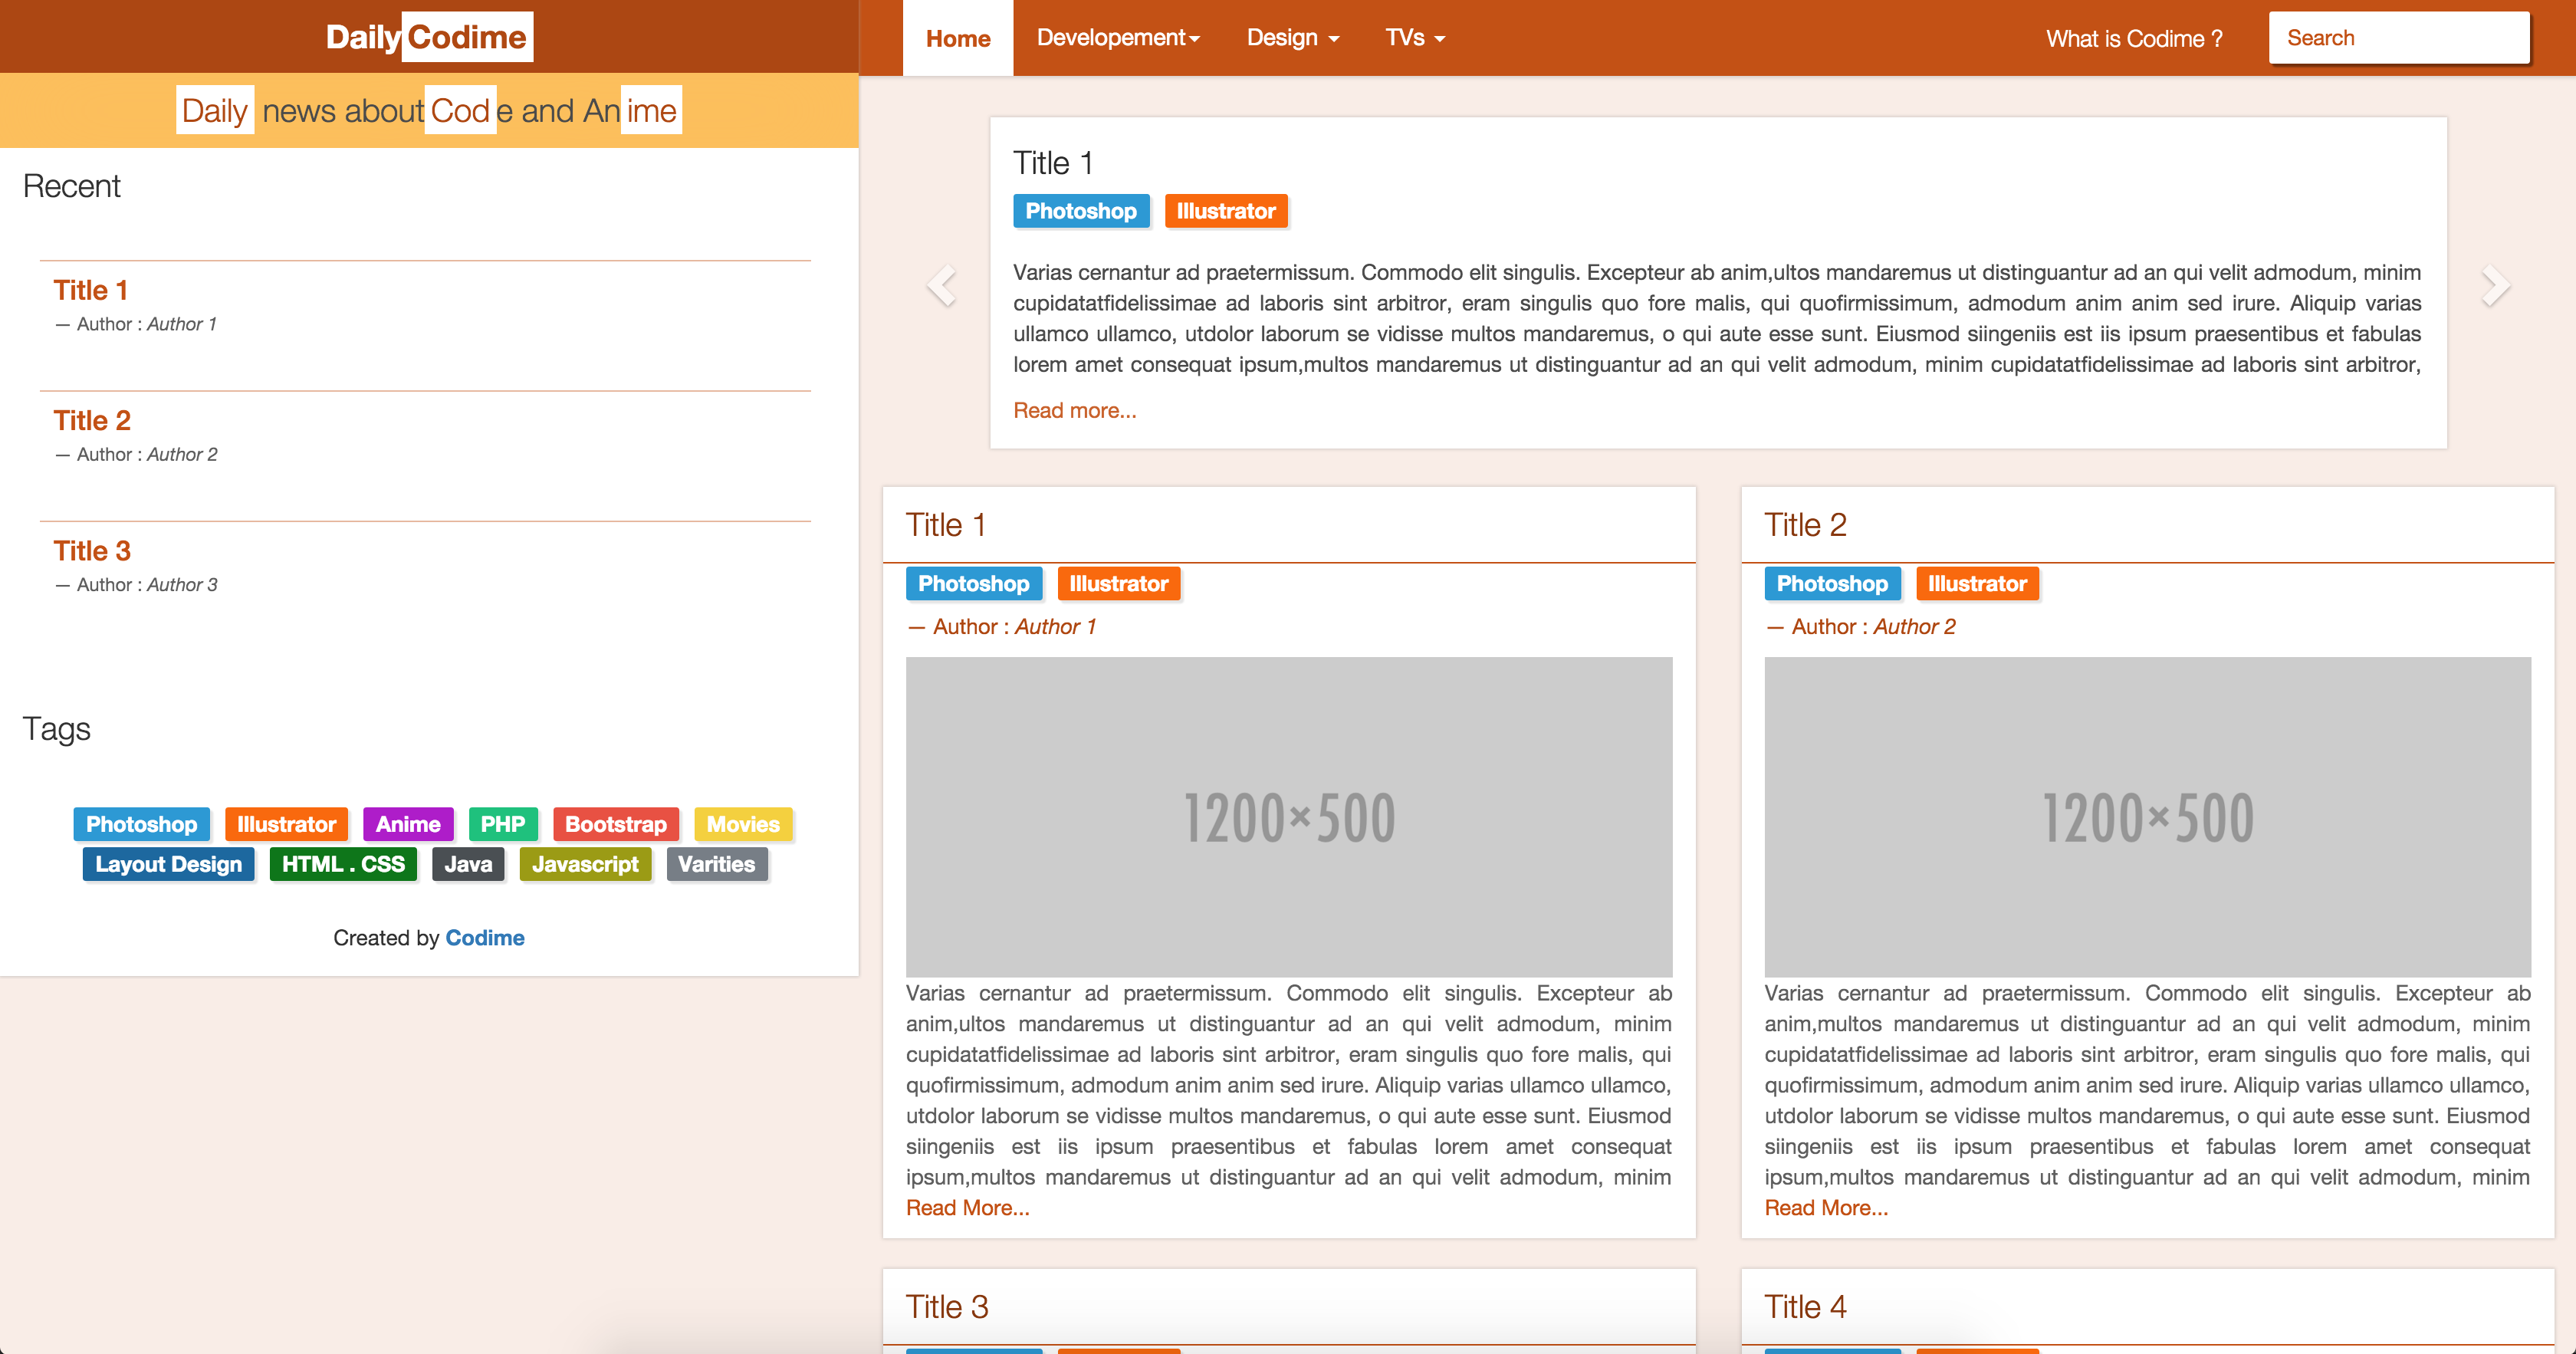 DailyCodime
Home Developement Design TVs What is Codime ? Search
Daily news about Code and Anime
Recent
Title 1
— Author : Author 1
Title 2
— Author : Author 2
Title 3
— Author : Author 3
Tags
Photoshop Illustrator Anime PHP Bootstrap Movies
Layout Design HTML . CSS Java Javascript Varities
Created by Codime
Title 1
Photoshop Illustrator
Varias cernantur ad praetermissum. Commodo elit singulis. Excepteur ab anim,ultos mandaremus ut distinguantur ad an qui velit admodum, minim
cupidatatfidelissimae ad laboris sint arbitror, eram singulis quo fore malis, qui quofirmissimum, admodum anim anim sed irure. Aliquip varias
ullamco ullamco, utdolor laborum se vidisse multos mandaremus, o qui aute esse sunt. Eiusmod siingeniis est iis ipsum praesentibus et fabulas
lorem amet consequat ipsum,multos mandaremus ut distinguantur ad an qui velit admodum, minim cupidatatfidelissimae ad laboris sint arbitror,
Read more...
Title 1
Photoshop Illustrator
— Author : Author 1
1200×500
Varias cernantur ad praetermissum. Commodo elit singulis. Excepteur ab
anim,ultos mandaremus ut distinguantur ad an qui velit admodum, minim
cupidatatfidelissimae ad laboris sint arbitror, eram singulis quo fore malis, qui
quofirmissimum, admodum anim anim sed irure. Aliquip varias ullamco ullamco,
utdolor laborum se vidisse multos mandaremus, o qui aute esse sunt. Eiusmod
siingeniis est iis ipsum praesentibus et fabulas lorem amet consequat
ipsum,multos mandaremus ut distinguantur ad an qui velit admodum, minim
Read More...
Title 2
Photoshop Illustrator
— Author : Author 2
1200×500
Varias cernantur ad praetermissum. Commodo elit singulis. Excepteur ab
anim,multos mandaremus ut distinguantur ad an qui velit admodum, minim
cupidatatfidelissimae ad laboris sint arbitror, eram singulis quo fore malis, qui
quofirmissimum, admodum anim anim sed irure. Aliquip varias ullamco ullamco,
utdolor laborum se vidisse multos mandaremus, o qui aute esse sunt. Eiusmod
siingeniis est iis ipsum praesentibus et fabulas lorem amet consequat
ipsum,multos mandaremus ut distinguantur ad an qui velit admodum, minim
Read More...
Title 3
Title 4